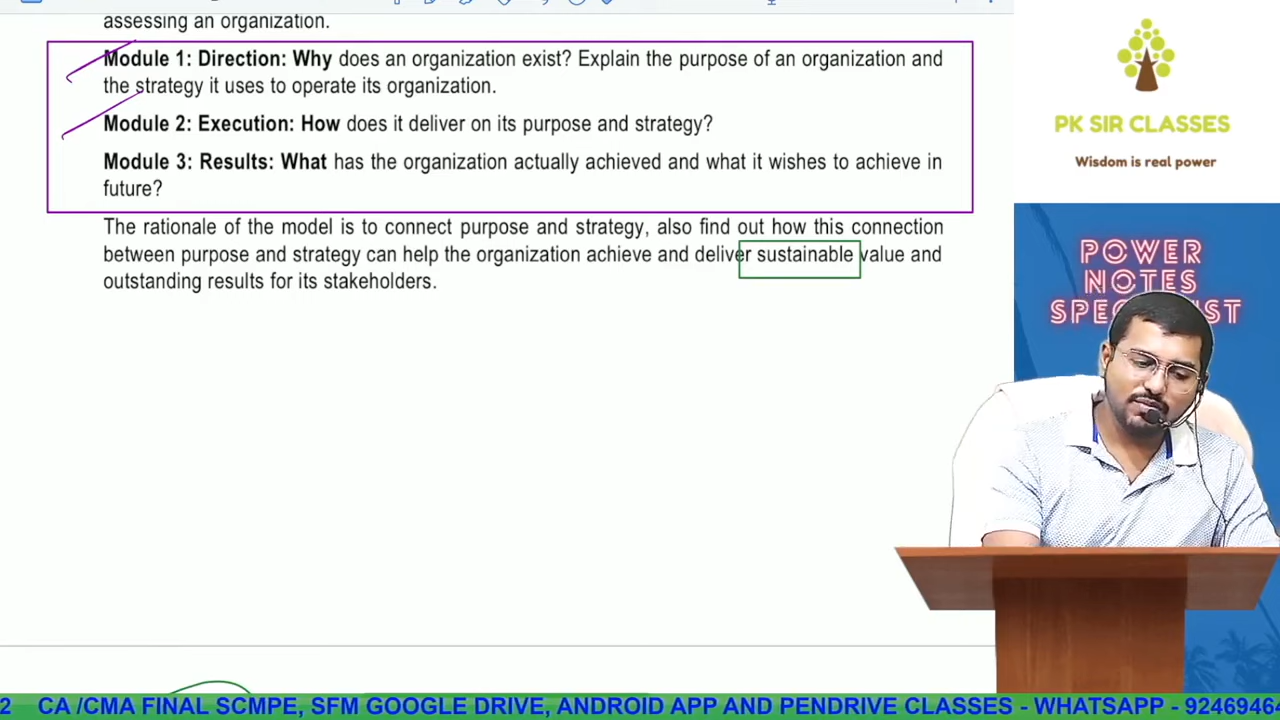 assessing an organization.
Module 1: Direction: Why does an organization exist? Explain the purpose of an organization and
the strategy it uses to operate its organization.
Module 2: Execution: How does it deliver on its purpose and strategy?
Module 3: Results: What has the organization actually achieved and what it wishes to achieve in
future?
The rationale of the model is to connect purpose and strategy, also find out how this connection
between purpose and strategy can help the organization achieve and deliver sustainable value and
outstanding results for its stakeholders.
PK SIR CLASSES
Wisdom is real power
POWER
NOTES
2 CA /CMA FINAL SCMPE, SFM GOOGLE DRIVE, ANDROID APP AND PENDRIVE CLASSES - WHATSAPP - 9246946